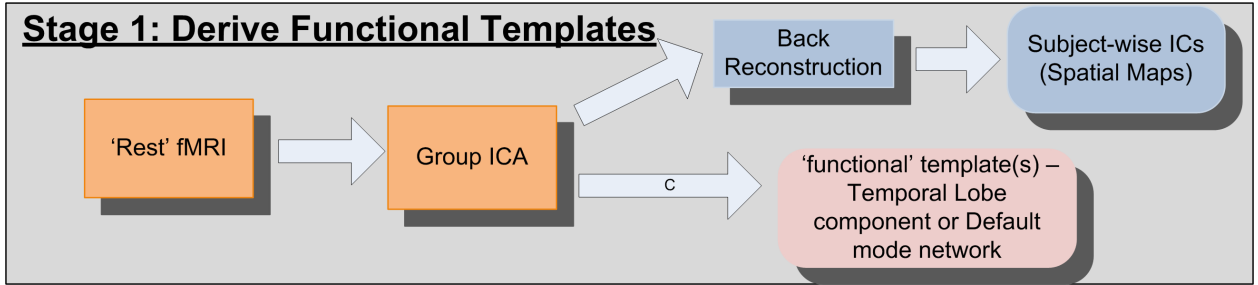 Stage 1: Derive Functional Templates
Back
Reconstruction
Subject-wise ICs
(Spatial Maps)
‘Rest’ fMRI
Group ICA
C
‘functional’ template(s) –
Temporal Lobe
component or Default
mode network